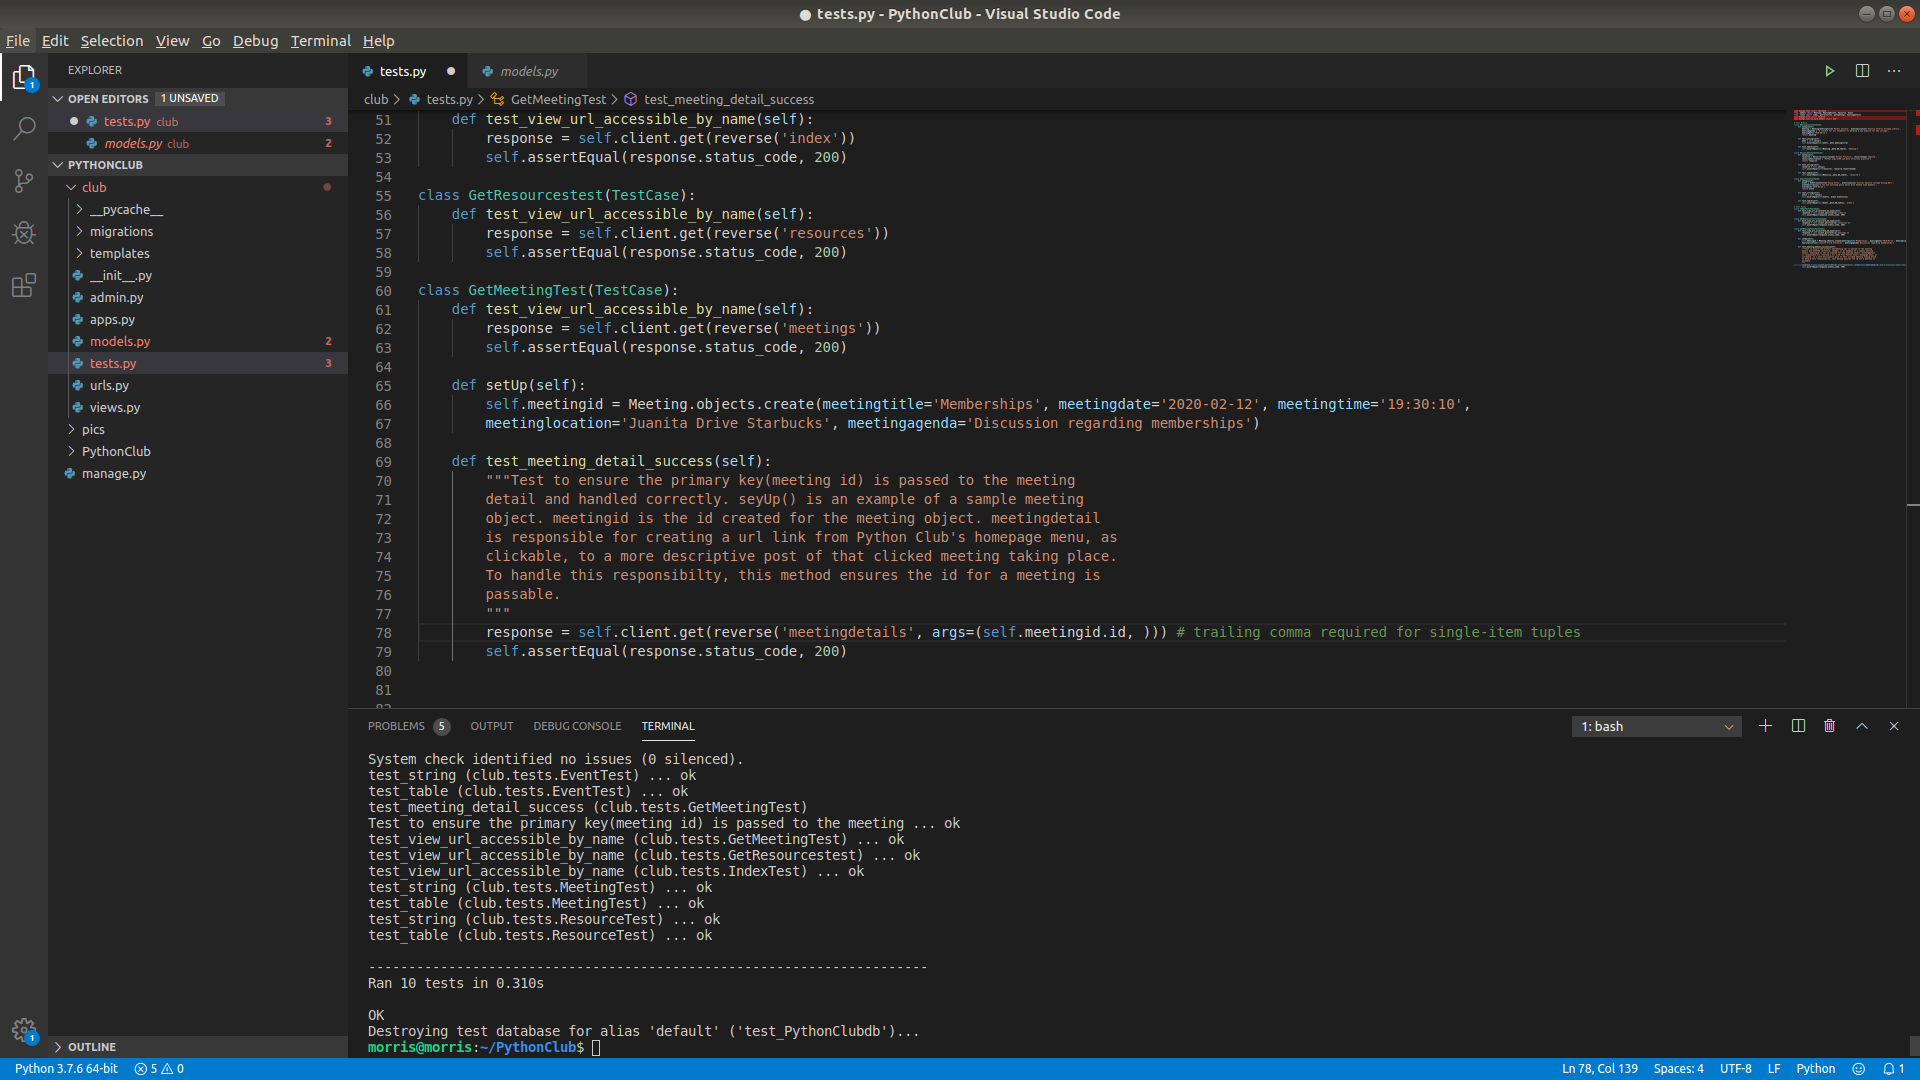 ● tests.py - PythonClub - Visual Studio Code
File Edit Selection View Go Debug Terminal Help
EXPLORER
OPEN EDITORS 1 UNSAVED
tests.py club 3
models.py club 2
PYTHONCLUB
club
__pycache__
migrations
templates
__init__.py
admin.py
apps.py
models.py 2
tests.py 3
urls.py
views.py
pics
PythonClub
manage.py
OUTLINE
1
1
tests.py ● models.py
club > tests.py > GetMeetingTest > test_meeting_detail_success
51 def test_view_url_accessible_by_name(self):
52 response = self.client.get(reverse('index'))
53 self.assertEqual(response.status_code, 200)
54
55 class GetResourcestest(TestCase):
56 def test_view_url_accessible_by_name(self):
57 response = self.client.get(reverse('resources'))
58 self.assertEqual(response.status_code, 200)
59
60 class GetMeetingTest(TestCase):
61 def test_view_url_accessible_by_name(self):
62 response = self.client.get(reverse('meetings'))
63 self.assertEqual(response.status_code, 200)
64
65 def setUp(self):
66 self.meetingid = Meeting.objects.create(meetingtitle='Memberships', meetingdate='2020-02-12', meetingtime='19:30:10',
67 meetinglocation='Juanita Drive Starbucks', meetingagenda='Discussion regarding memberships')
68
69 def test_meeting_detail_success(self):
70 """Test to ensure the primary key(meeting id) is passed to the meeting
71 detail and handled correctly. seyUp() is an example of a sample meeting
72 object. meetingid is the id created for the meeting object. meetingdetail
73 is responsible for creating a url link from Python Club's homepage menu, as
74 clickable, to a more descriptive post of that clicked meeting taking place.
75 To handle this responsibilty, this method ensures the id for a meeting is
76 passable.
77 """
78 response = self.client.get(reverse('meetingdetails', args=(self.meetingid.id, ))) # trailing comma required for single-item tuples
79 self.assertEqual(response.status_code, 200)
80
81
82
PROBLEMS 5 OUTPUT DEBUG CONSOLE TERMINAL 1: bash
System check identified no issues (0 silenced).
test_string (club.tests.EventTest) ... ok
test_table (club.tests.EventTest) ... ok
test_meeting_detail_success (club.tests.GetMeetingTest)
Test to ensure the primary key(meeting id) is passed to the meeting ... ok
test_view_url_accessible_by_name (club.tests.GetMeetingTest) ... ok
test_view_url_accessible_by_name (club.tests.GetResourcestest) ... ok
test_view_url_accessible_by_name (club.tests.IndexTest) ... ok
test_string (club.tests.MeetingTest) ... ok
test_table (club.tests.MeetingTest) ... ok
test_string (club.tests.ResourceTest) ... ok
test_table (club.tests.ResourceTest) ... ok
----------------------------------------------------------------------
Ran 10 tests in 0.310s
OK
Destroying test database for alias 'default' ('test_PythonClubdb')...
morris@morris:~/PythonClub$
Python 3.7.6 64-bit 5 0 Ln 78, Col 139 Spaces: 4 UTF-8 LF Python 1